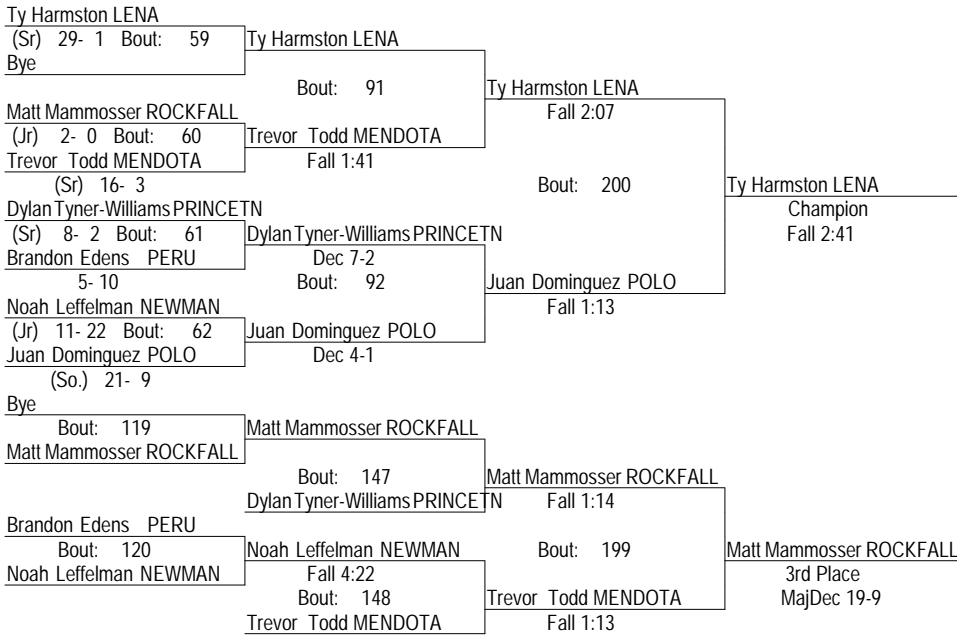 Ty Harmston LENA
(Sr) 29- 1 Bout: 59 Ty Harmston LENA
Bye
Bout: 91 Ty Harmston LENA
Matt Mammosser ROCKFALL Fall 2:07
(Jr) 2- 0 Bout: 60 Trevor Todd MENDOTA
Trevor Todd MENDOTA Fall 1:41
(Sr) 16- 3 Bout: 200 Ty Harmston LENA
Dylan Tyner-Williams PRINCETN Champion
(Sr) 8- 2 Bout: 61 Dylan Tyner-Williams PRINCETN Fall 2:41
Brandon Edens PERU Dec 7-2
5- 10 Bout: 92 Juan Dominguez POLO
Noah Leffelman NEWMAN Fall 1:13
(Jr) 11- 22 Bout: 62 Juan Dominguez POLO
Juan Dominguez POLO Dec 4-1
(So.) 21- 9
Bye
Bout: 119 Matt Mammosser ROCKFALL
Matt Mammosser ROCKFALL
Bout: 147 Matt Mammosser ROCKFALL
Dylan Tyner-Williams PRINCETN Fall 1:14
Brandon Edens PERU
Bout: 120 Noah Leffelman NEWMAN Bout: 199 Matt Mammosser ROCKFALL
Noah Leffelman NEWMAN Fall 4:22 3rd Place
Bout: 148 Trevor Todd MENDOTA MajDec 19-9
Trevor Todd MENDOTA Fall 1:13